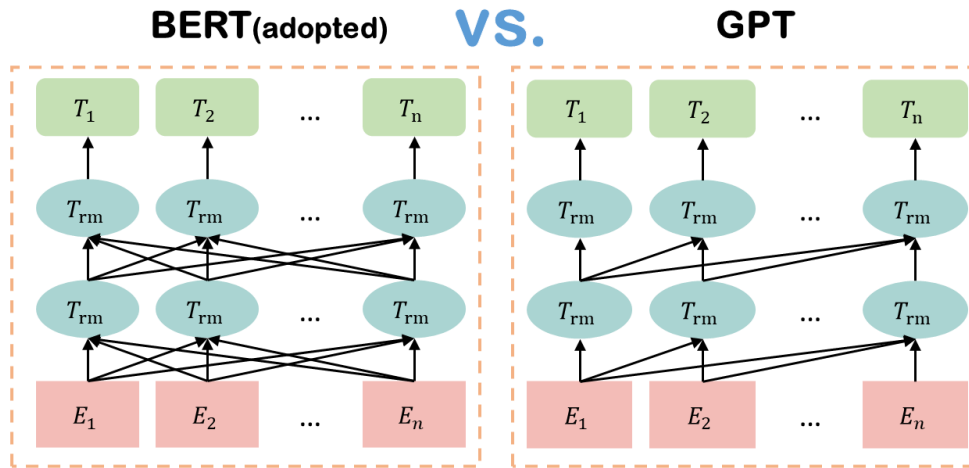 BERT(adopted) VS. GPT
T1 T2 ... Tn T1 T2 ... Tn
Trm Trm ... Trm Trm Trm ... Trm
Trm Trm ... Trm Trm Trm ... Trm
E1 E2 ... En E1 E2 ... En